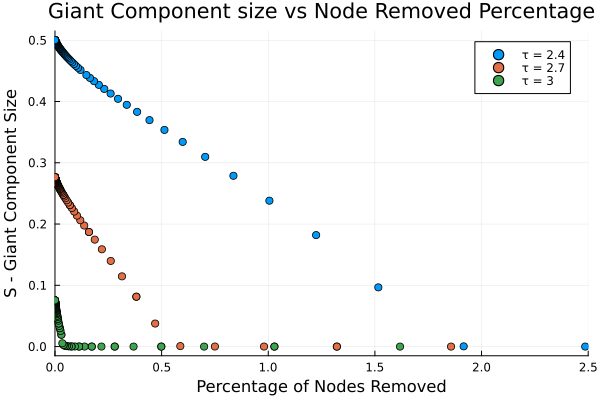 Giant Component size vs Node Removed Percentage
S - Giant Component Size
0.5
0.4
0.3
0.2
0.1
0.0
τ = 2.4
τ = 2.7
τ = 3
0.0 0.5 1.0 1.5 2.0 2.5
Percentage of Nodes Removed